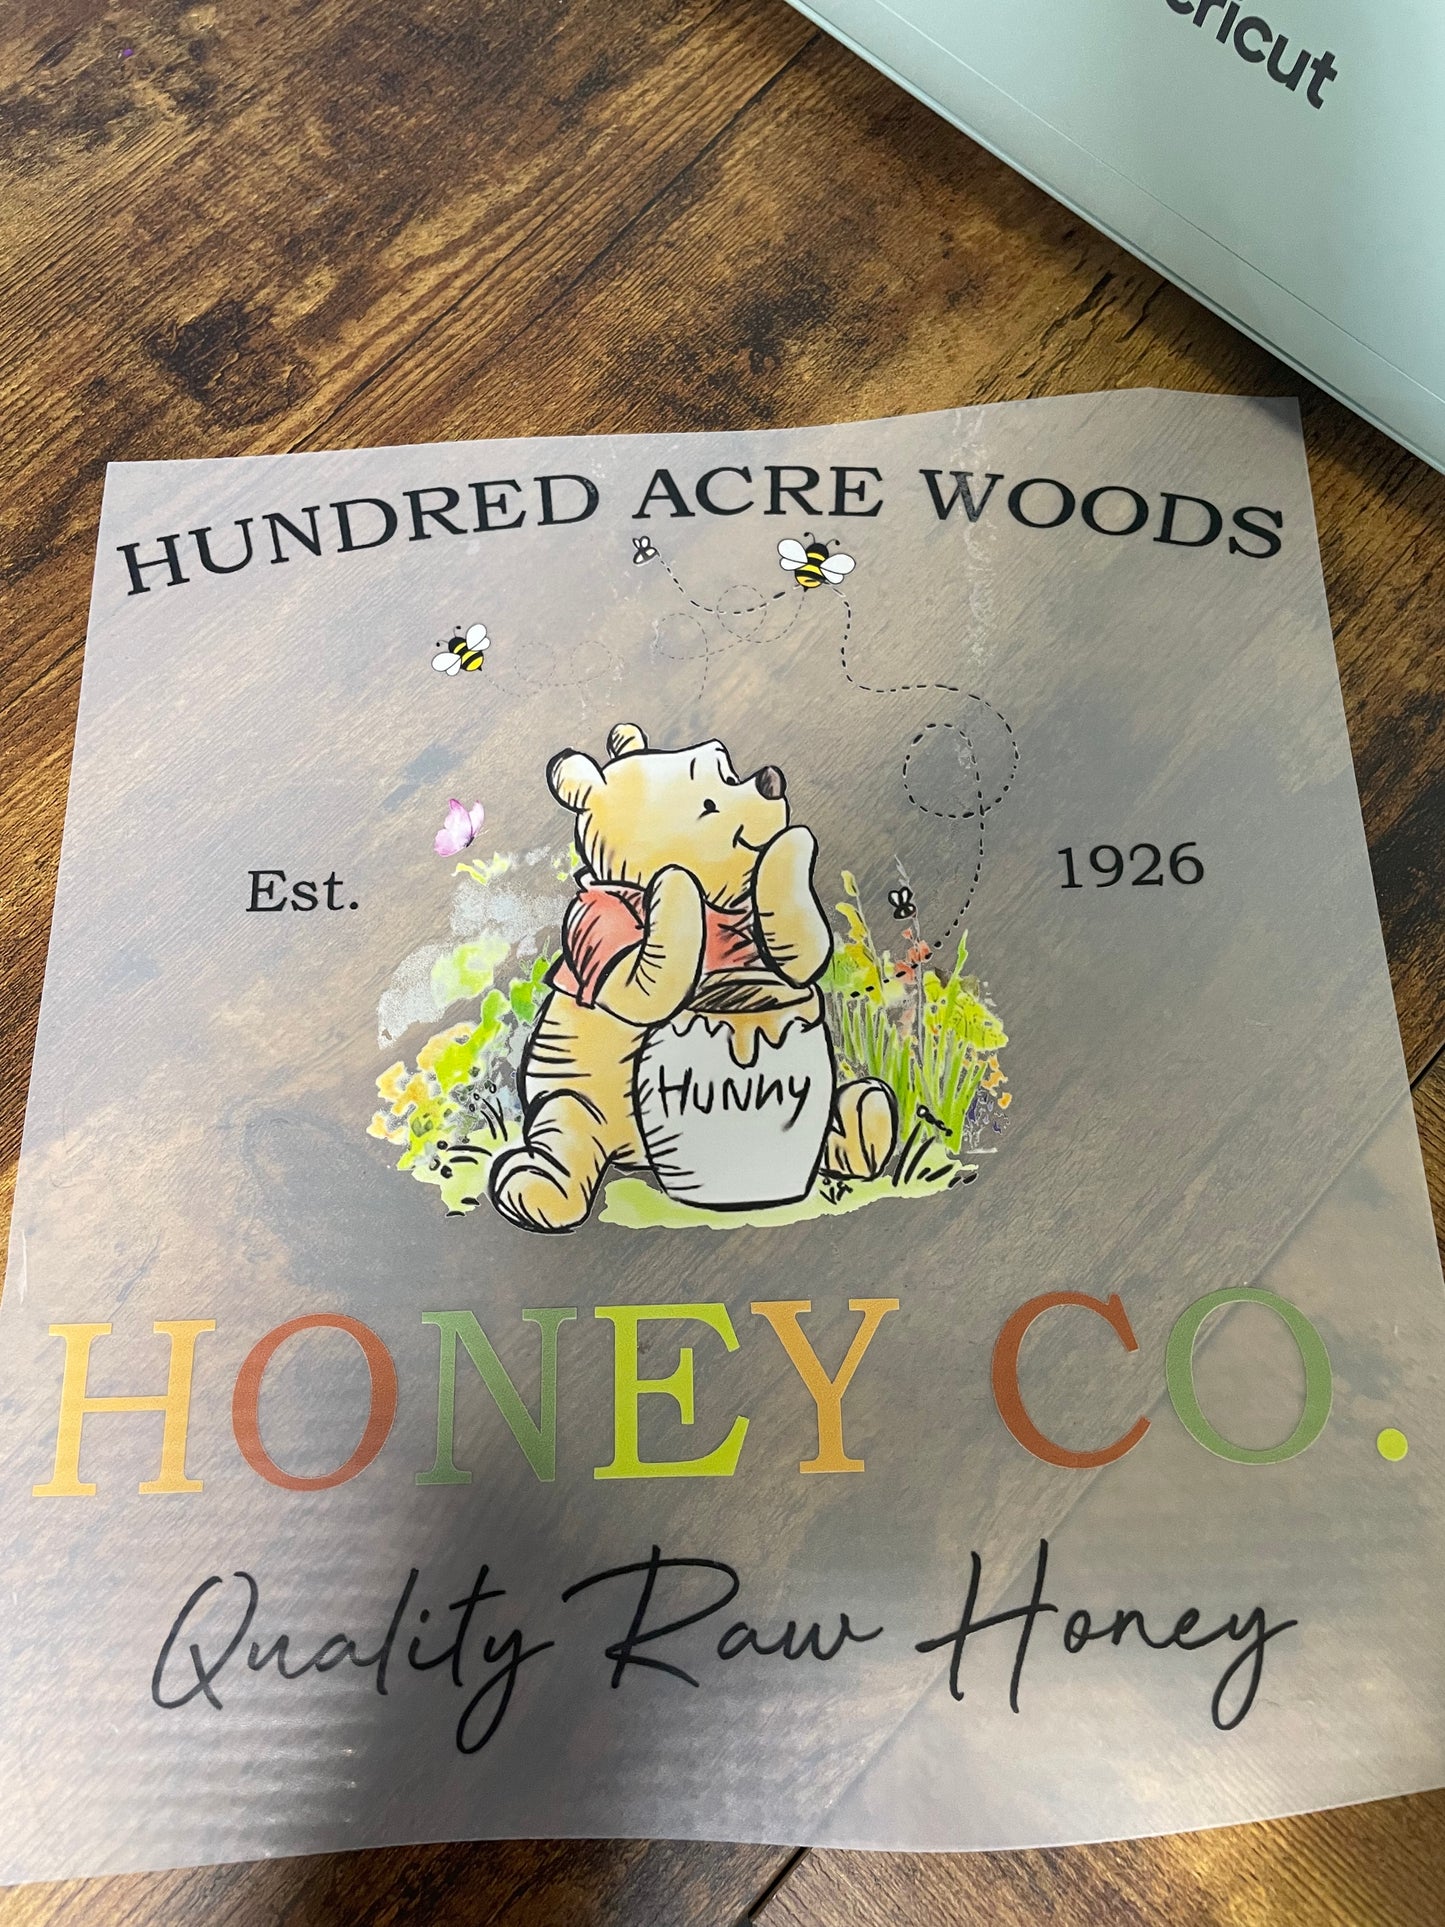 cricut
HUNDRED ACRE WOODS
Est.
1926
HUNNY
HONEY CO.
Quality Raw Honey